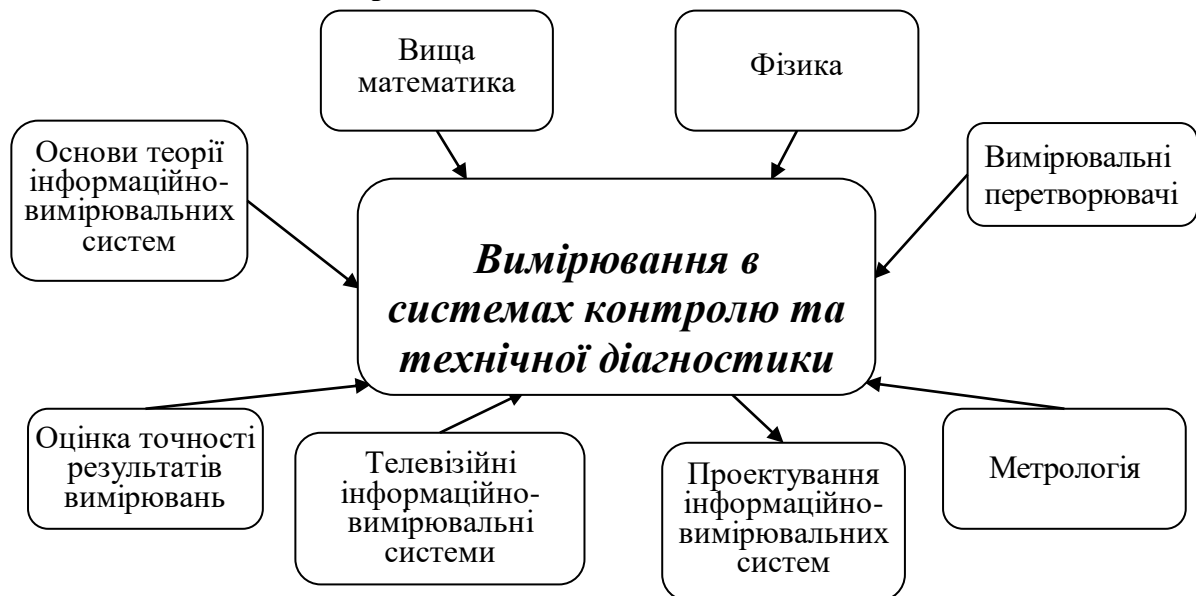 Вища
математика
Фізика
Основи теорії
інформаційно-
вимірювальних
систем
Вимірювальні
перетворювачі
Вимірювання в
системах контролю та
технічної діагностики
Оцінка точності
результатів
вимірювань
Телевізійні
інформаційно-
вимірювальні
системи
Проектування
інформаційно-
вимірювальних
систем
Метрологія